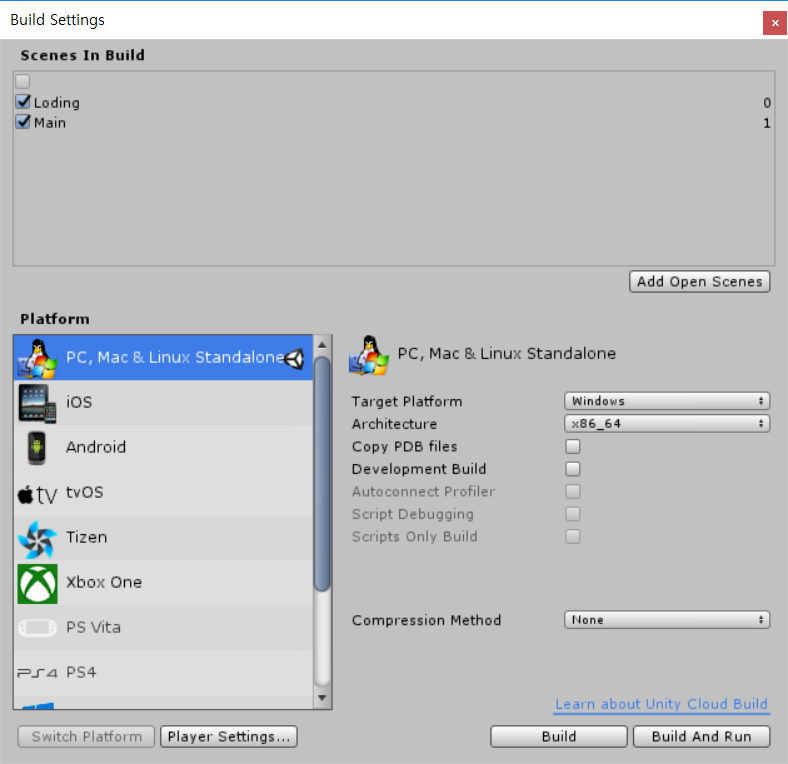 Build Settings
Scenes In Build
Loding 0
Main 1
Add Open Scenes
Platform
PC, Mac & Linux Standalone
iOS
Android
tvOS
Tizen
Xbox One
PS Vita
PS4
PC, Mac & Linux Standalone
Target Platform Windows
Architecture x86_64
Copy PDB files
Development Build
Autoconnect Profiler
Script Debugging
Scripts Only Build
Compression Method None
Learn about Unity Cloud Build
Switch Platform Player Settings... Build Build And Run